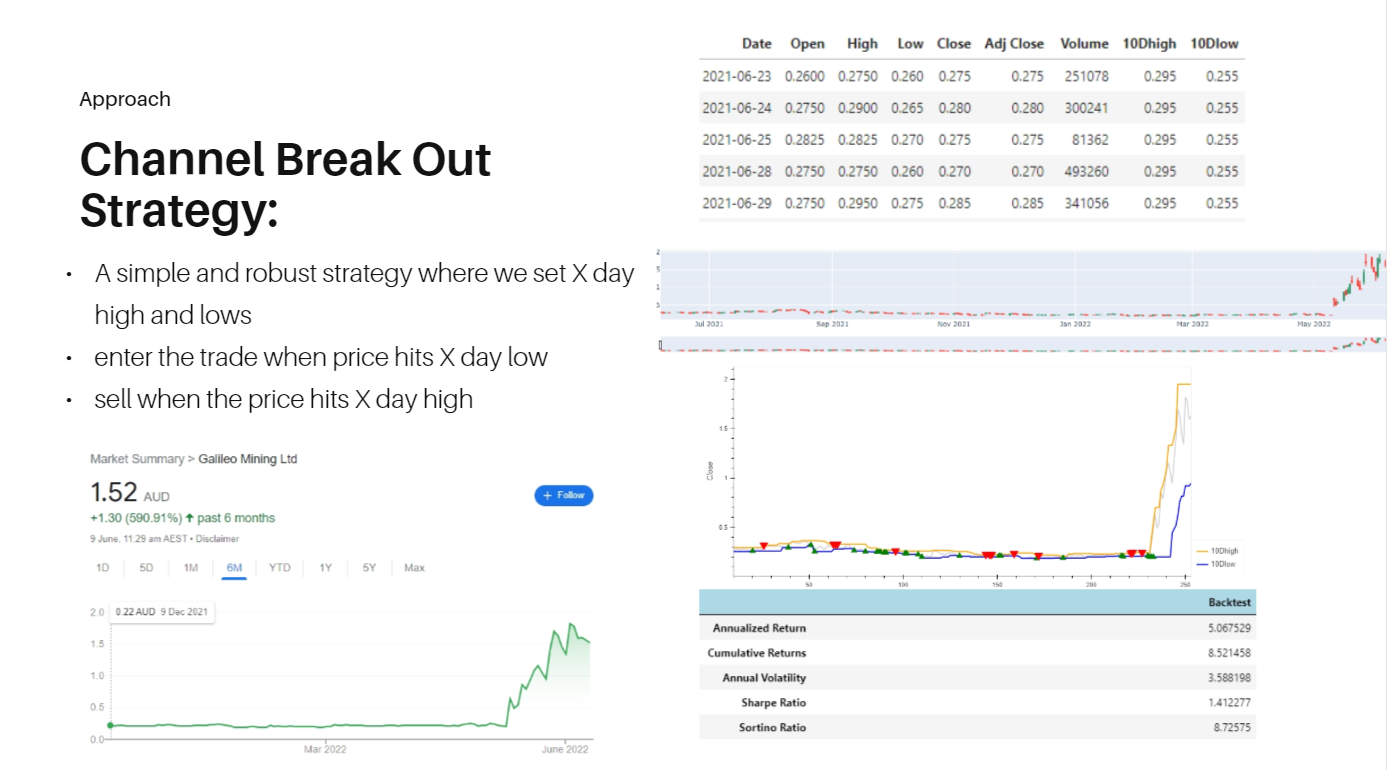 Approach
Channel Break Out
Strategy:
• A simple and robust strategy where we set X day
high and lows
• enter the trade when price hits X day low
• sell when the price hits X day high
Market Summary > Galileo Mining Ltd
1.52 AUD
+ Follow
+1.30 (590.91%) ↑ past 6 months
9 June, 11:29 am AEST • Disclaimer
1D 5D 1M 6M YTD 1Y 5Y Max
0.22 AUD 9 Dec 2021
2.0
1.5
1.0
0.5
0.0
Mar 2022 June 2022
Date Open High Low Close Adj Close Volume 10Dhigh 10Dlow
2021-06-23 0.2600 0.2750 0.260 0.275 0.275 251078 0.295 0.255
2021-06-24 0.2750 0.2900 0.265 0.280 0.280 300241 0.295 0.255
2021-06-25 0.2825 0.2825 0.270 0.275 0.275 81362 0.295 0.255
2021-06-28 0.2750 0.2750 0.260 0.270 0.270 493260 0.295 0.255
2021-06-29 0.2750 0.2950 0.275 0.285 0.285 341056 0.295 0.255
2
5
1
5
Jul 2021 Sep 2021 Nov 2021 Jan 2022 Mar 2022 May 2022
2
1.5
1
0.5
Close
50 100 150 200 250
10Dhigh
10Dlow
Backtest
Annualized Return 5.067529
Cumulative Returns 8.521458
Annual Volatility 3.588198
Sharpe Ratio 1.412277
Sortino Ratio 8.72575